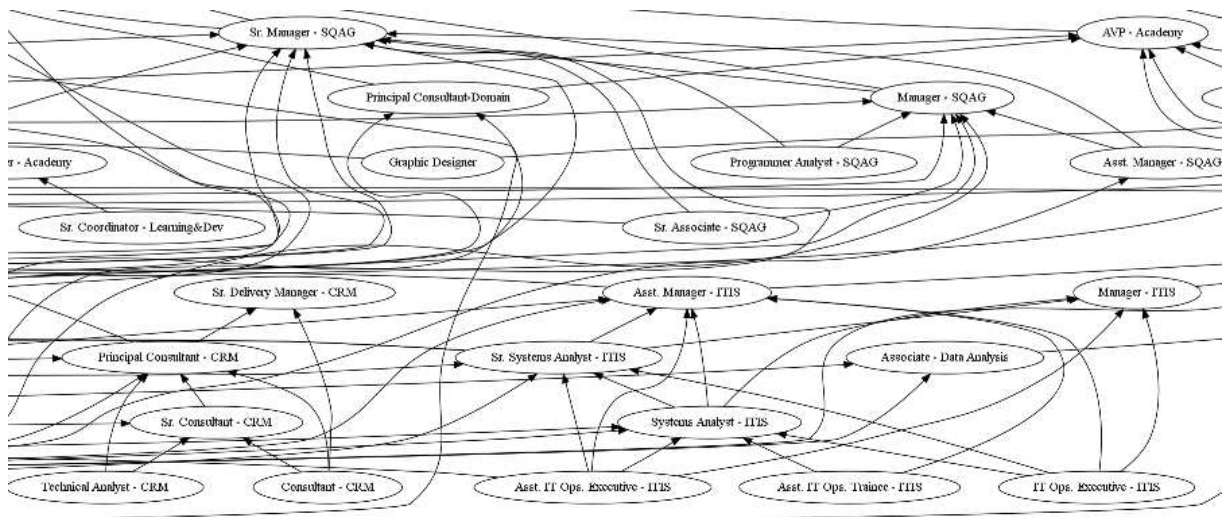 Sr. Manager - SQAG
AVP - Academy
Principal Consultant-Domain
Manager - SQAG
er - Academy
Graphic Designer
Programmer Analyst - SQAG
Asst. Manager - SQAG
Sr. Coordinator - Learning&Dev
Sr. Associate - SQAG
Sr. Delivery Manager - CRM
Asst. Manager - ITIS
Manager - ITIS
Principal Consultant - CRM
Sr. Systems Analyst - ITIS
Associate - Data Analysis
Sr. Consultant - CRM
Systems Analyst - ITIS
Technical Analyst - CRM
Consultant - CRM
Asst. IT Ops. Executive - ITIS
Asst. IT Ops. Trainee - ITIS
IT Ops. Executive - ITIS